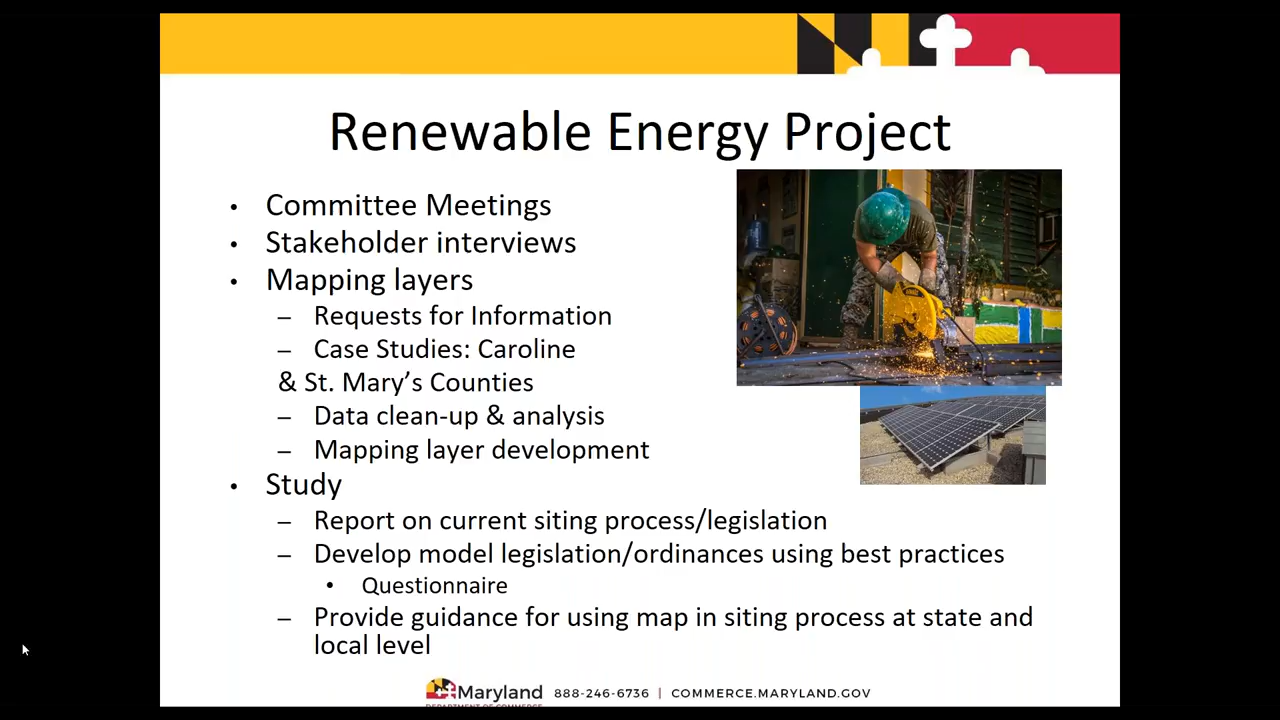 Renewable Energy Project
• Committee Meetings
• Stakeholder interviews
• Mapping layers
– Requests for Information
– Case Studies: Caroline
& St. Mary’s Counties
– Data clean-up & analysis
– Mapping layer development
• Study
– Report on current siting process/legislation
– Develop model legislation/ordinances using best practices
• Questionnaire
– Provide guidance for using map in siting process at state and
local level
Maryland 888-246-6736 | COMMERCE.MARYLAND.GOV
DEPARTMENT OF COMMERCE